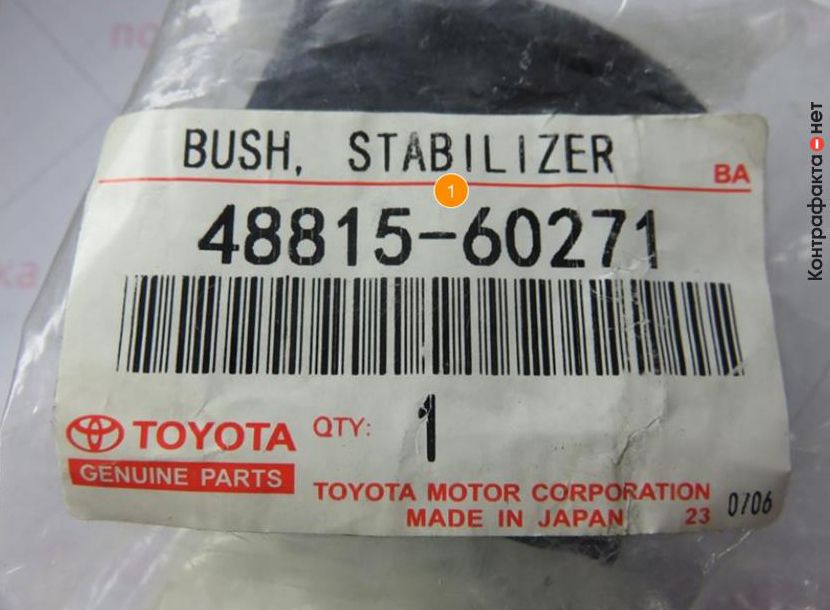 BUSH, STABILIZER
BA
1
48815-60271
TOYOTA
GENUINE PARTS
QTY: 1
TOYOTA MOTOR CORPORATION
MADE IN JAPAN 23 0706
Контрафакта нет